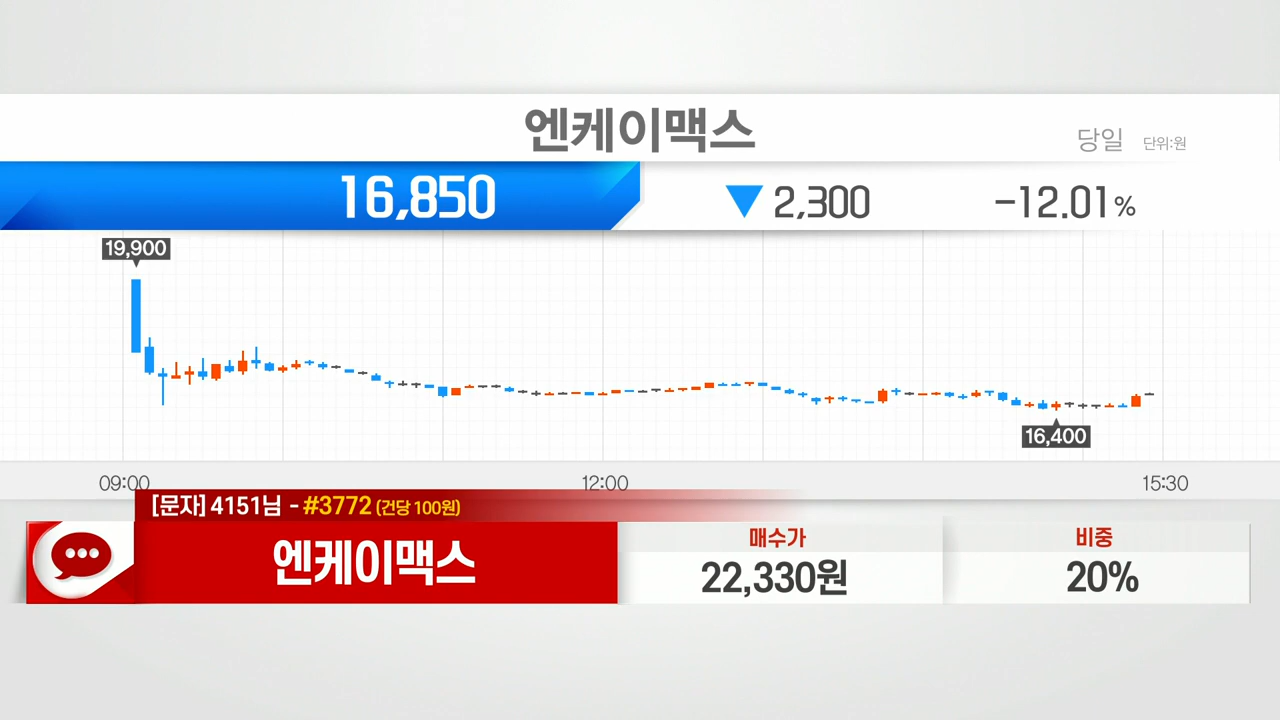 엔케이맥스
당일 단위:원
16,850 ▼ 2,300 -12.01%
19,900
16,400
09:00 12:00 15:30
[문자] 4151님 - #3772 (건당 100원)
엔케이맥스
매수가
22,330원
비중
20%